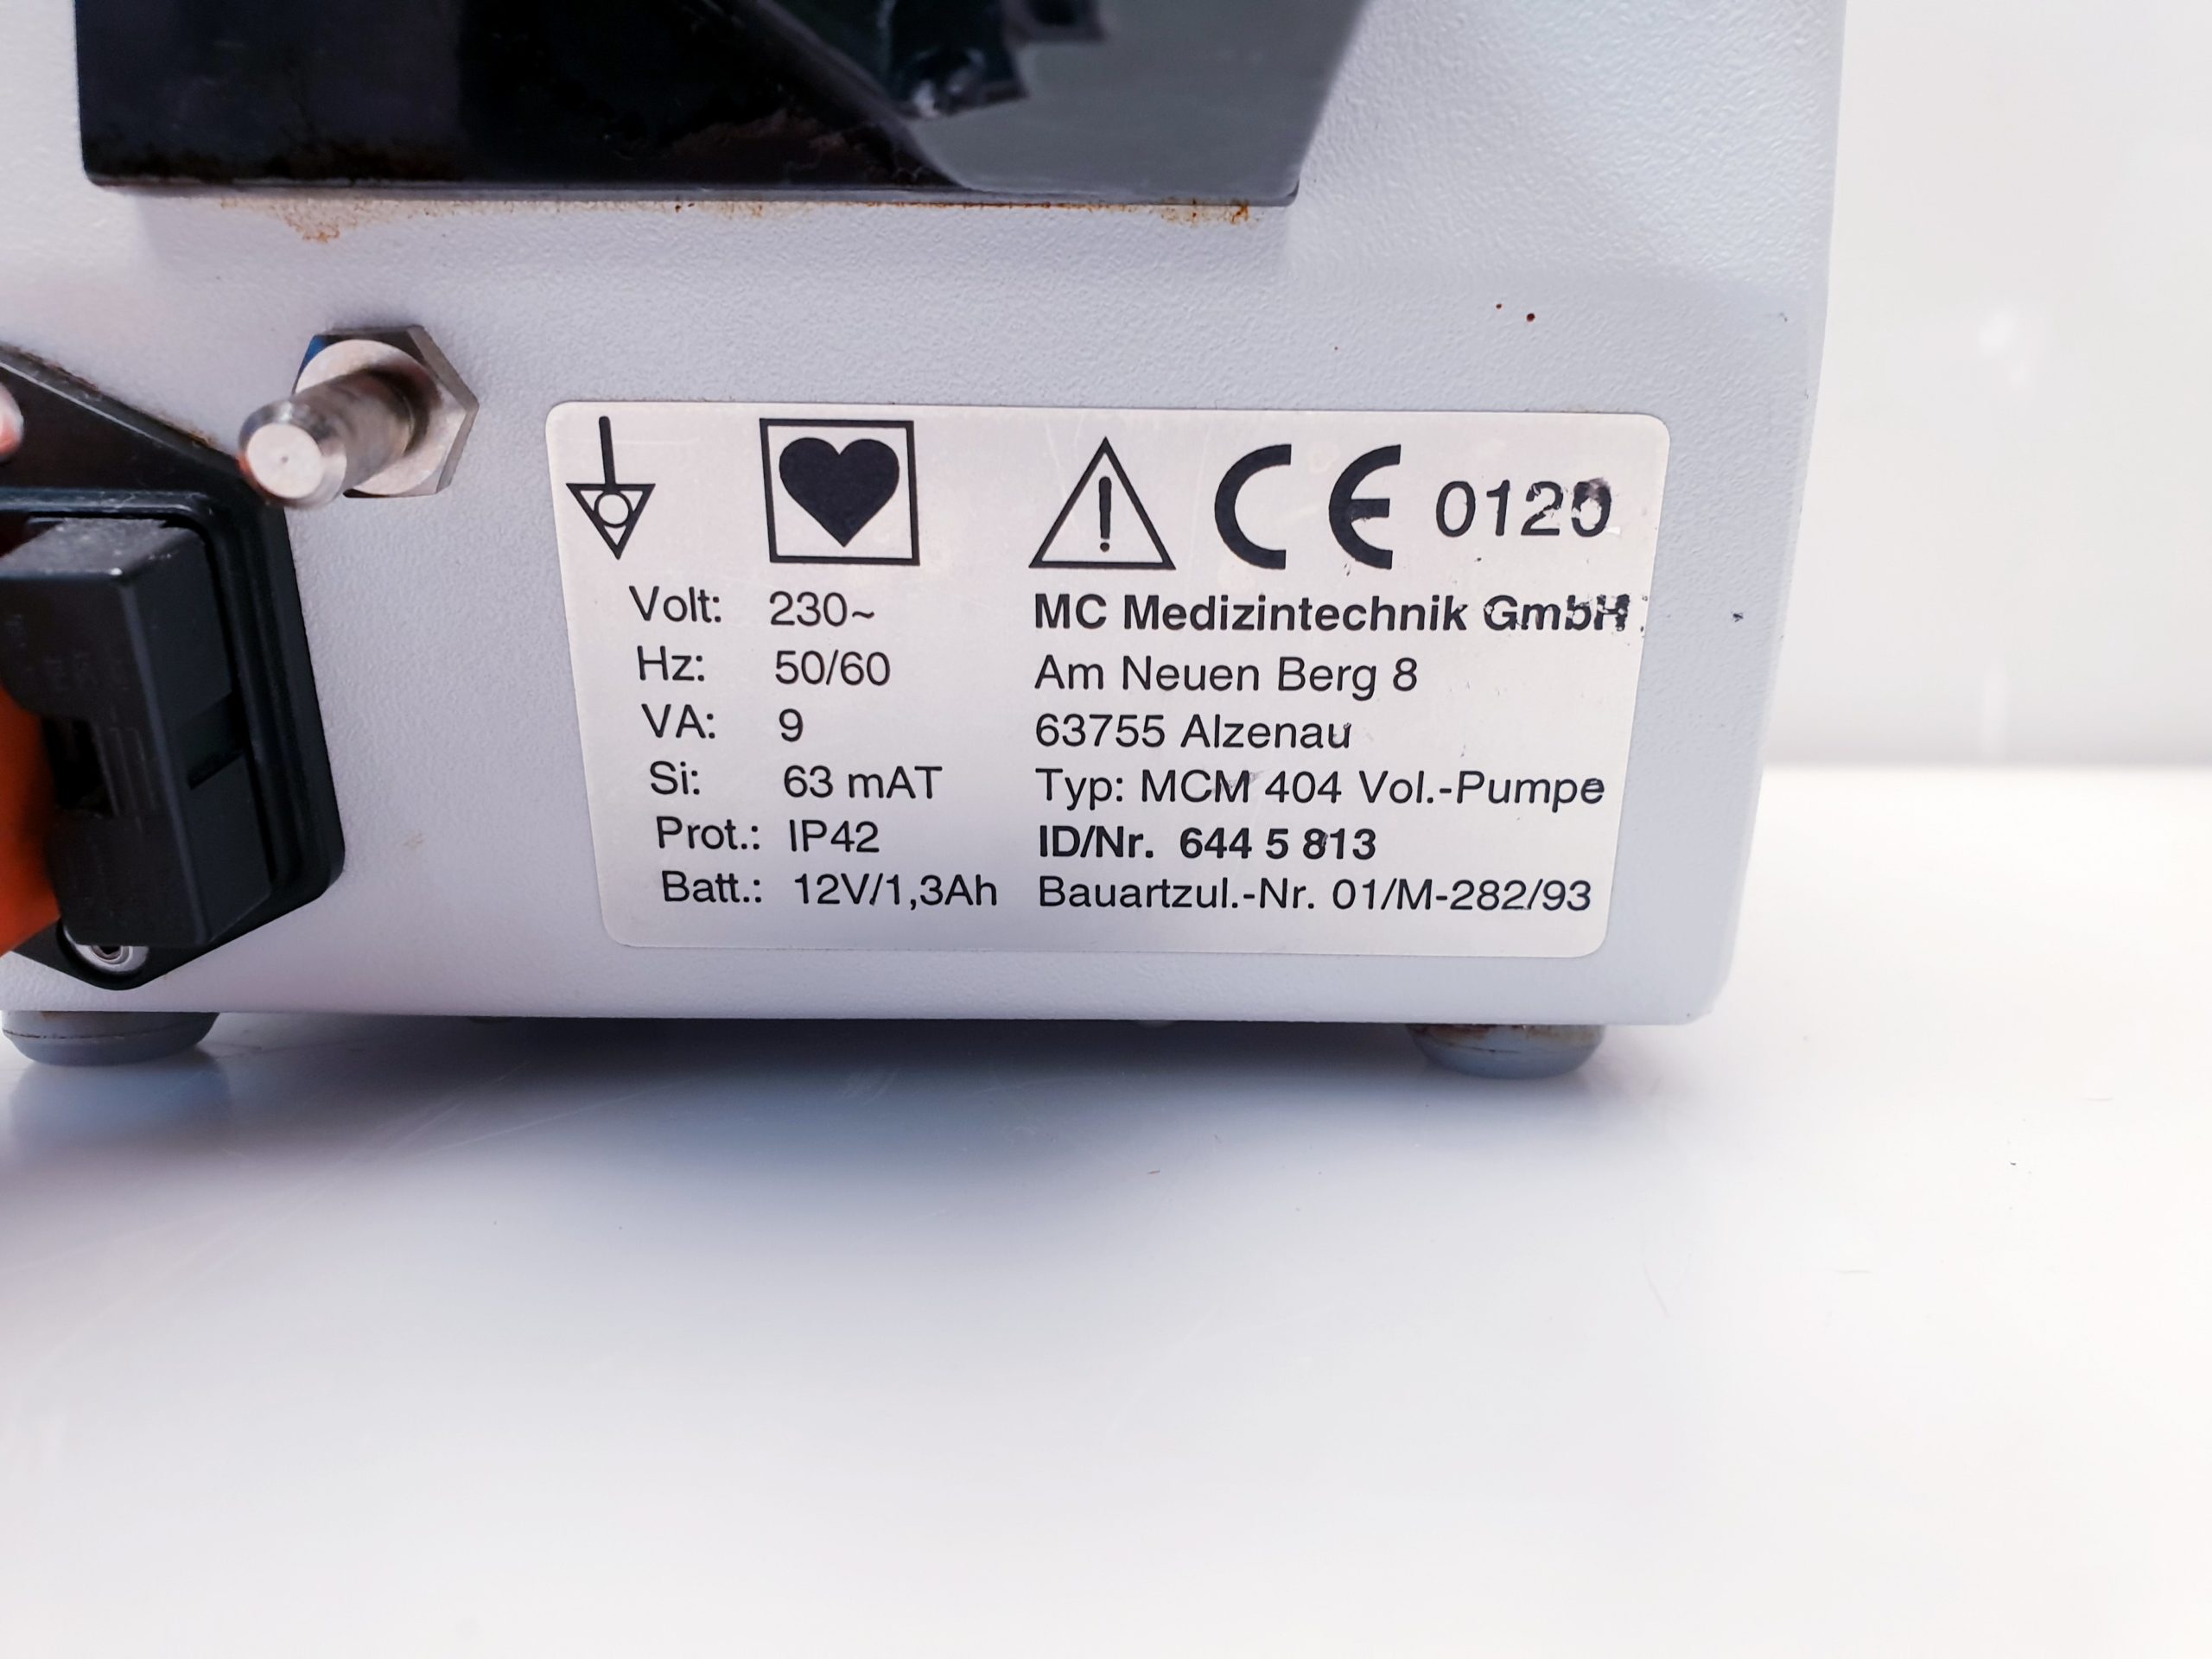 CE 0120
Volt: 230~
Hz: 50/60
VA: 9
Si: 63 mAT
Prot.: IP42
Batt.: 12V/1,3Ah
MC Medizintechnik GmbH
Am Neuen Berg 8
63755 Alzenau
Typ: MCM 404 Vol.-Pumpe
ID/Nr. 644 5 813
Bauartzul.-Nr. 01/M-282/93